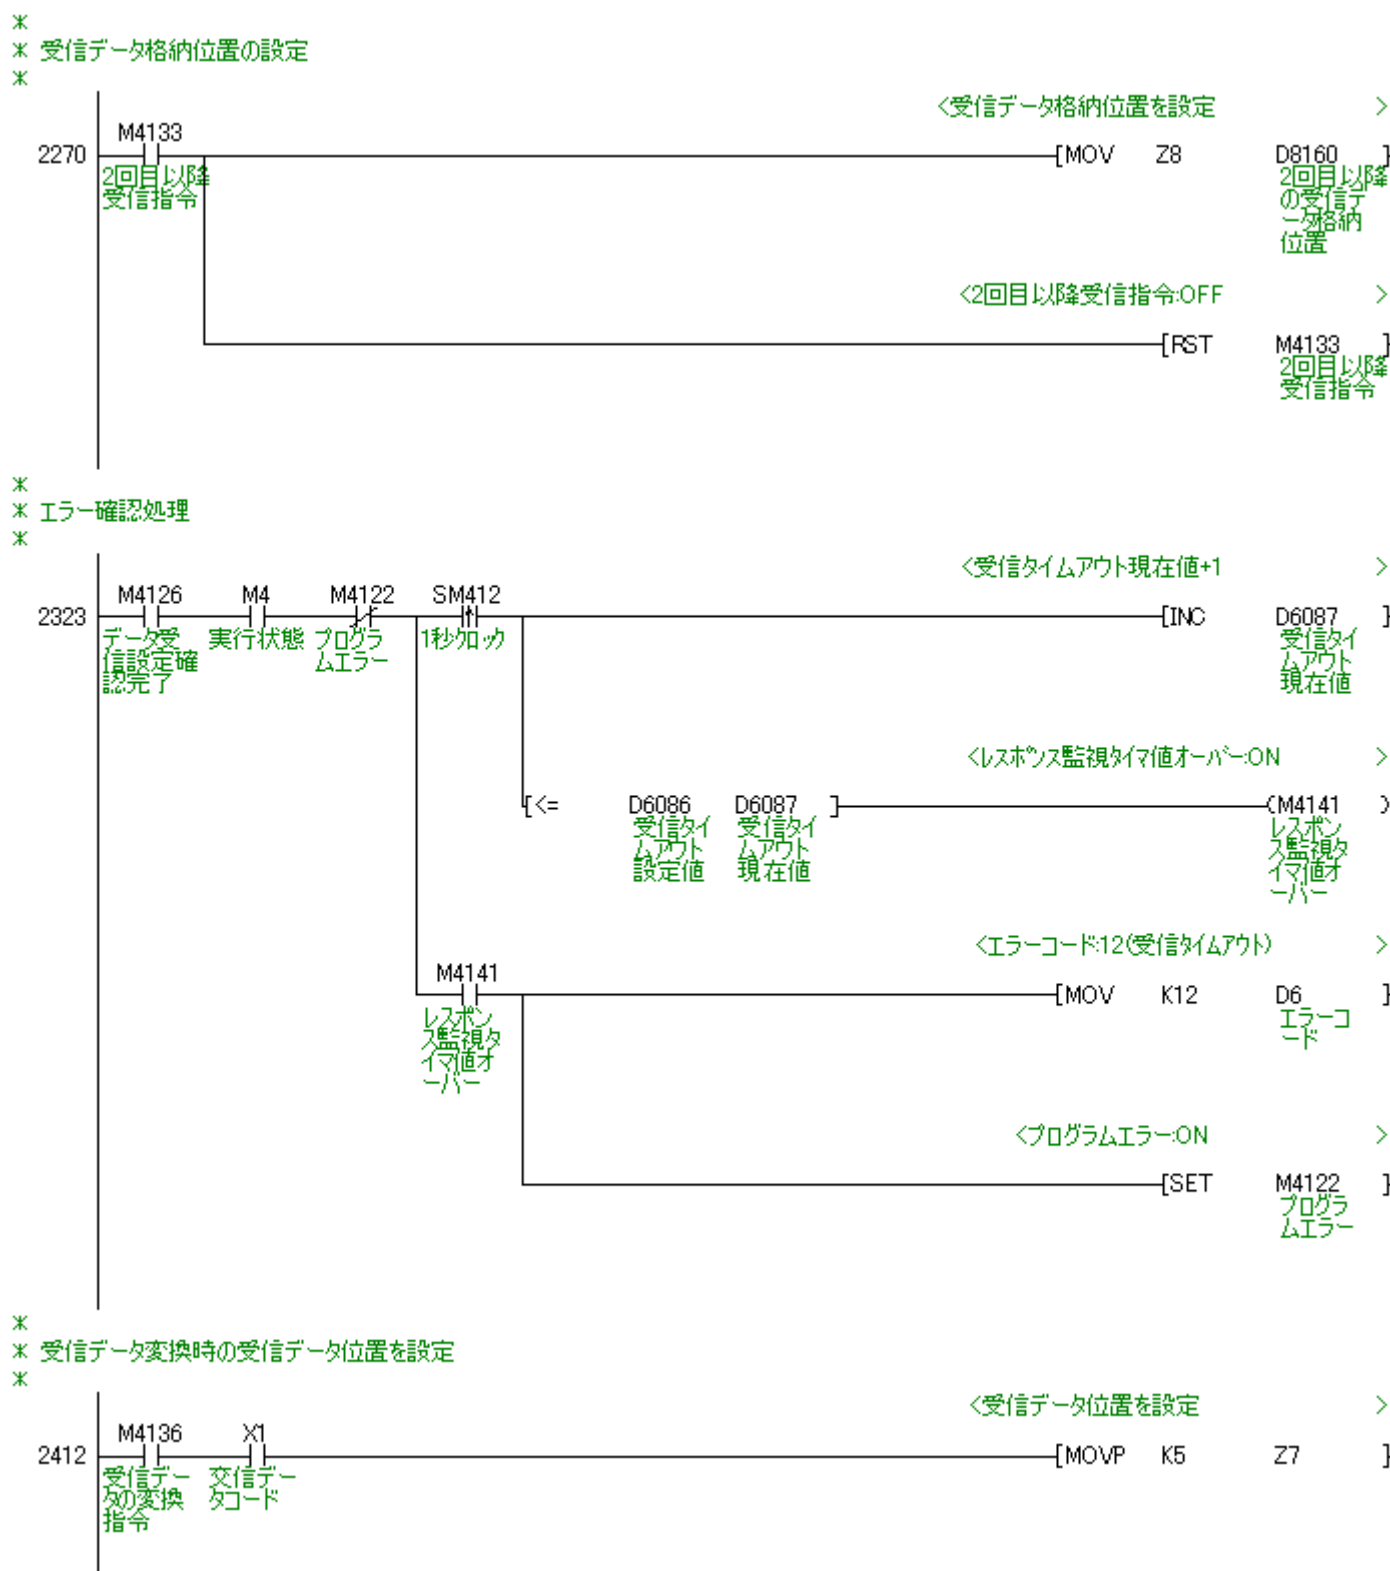 *
* 受信データ格納位置の設定
*
<受信データ格納位置を設定 >
M4133
2270 [MOV Z8 D8160 ]
2回目以降
受信指令
2回目以降
の受信デ
ータ格納
位置
<2回目以降受信指令:OFF >
[RST M4133 ]
2回目以降
受信指令
*
* エラー確認処理
*
<受信タイムアウト現在値+1 >
M4126 M4 M4122 SM412
2323 [INC D6087 ]
データ受
信設定確
認完了
実行状態
プログラ
ムエラー
1秒クロック
受信タイ
ムアウト
現在値
<レスポンス監視タイマ値オーバー:ON >
[<= D6086 D6087 ] (M4141 )
受信タイ
ムアウト
設定値
受信タイ
ムアウト
現在値
レスポン
ス監視タ
イマ値オ
ーバー
<エラーコード:12(受信タイムアウト) >
M4141
[MOV K12 D6 ]
レスポン
ス監視タ
イマ値オ
ーバー
エラーコ
ード
<プログラムエラー:ON >
[SET M4122 ]
プログラ
ムエラー
*
* 受信データ変換時の受信データ位置を設定
*
<受信データ位置を設定 >
M4136 X1
2412 [MOVP K5 Z7 ]
受信デー
タの変換
指令
交信デー
タコード